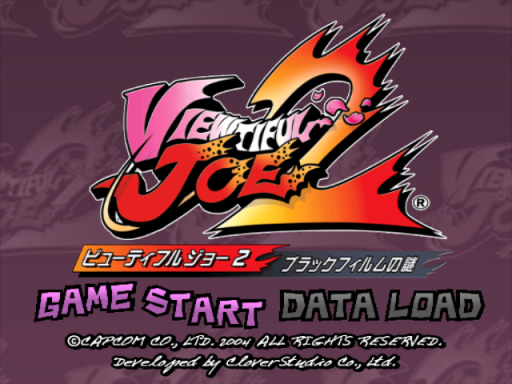 VIEWTIFUL
JOE 2
®
ビューティフル ジョー 2 ブラックフィルムの謎
GAME START DATA LOAD
©CAPCOM CO., LTD. 2004 ALL RIGHTS RESERVED.
Developed by CloverStudio Co., Ltd.